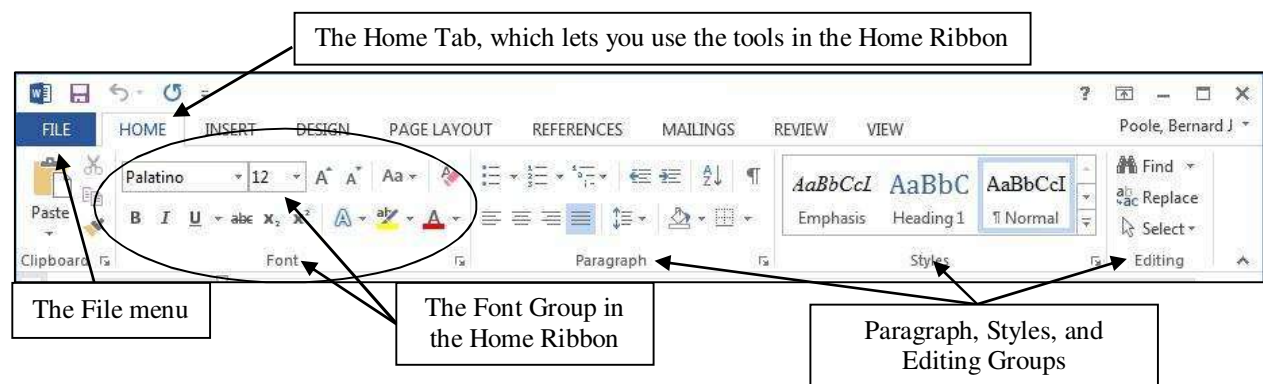 The Home Tab, which lets you use the tools in the Home Ribbon
FILE HOME INSERT DESIGN PAGE LAYOUT REFERENCES MAILINGS REVIEW VIEW Poole, Bernard J
Palatino 12 Aa Find
Paste B I U abc X₂ X² A ab A AaBbCcI AaBbC AaBbCcI Replace
Emphasis Heading 1 ¶ Normal Select
Clipboard Font Paragraph Styles Editing
The File menu
The Font Group in
the Home Ribbon
Paragraph, Styles, and
Editing Groups